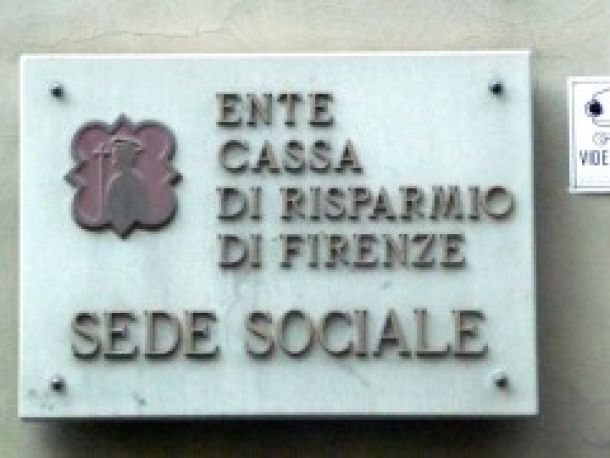 ENTE
CASSA
DI RISPARMIO
DI FIRENZE
SEDE SOCIALE